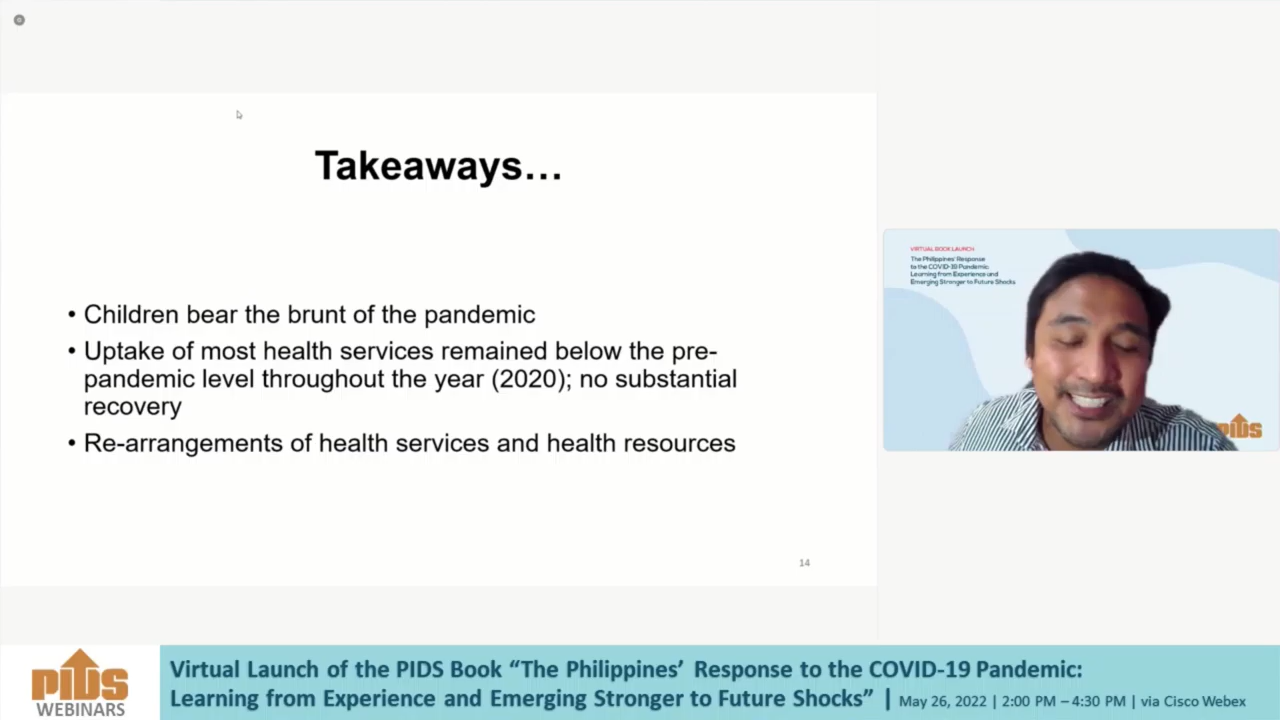 Takeaways…
• Children bear the brunt of the pandemic
• Uptake of most health services remained below the pre-
pandemic level throughout the year (2020); no substantial
recovery
• Re-arrangements of health services and health resources
14
VIRTUAL BOOK LAUNCH
The Philippines' Response
to the COVID-19 Pandemic:
Learning from Experience and
Emerging Stronger to Future Shocks
PIDS
PIDS
WEBINARS
Virtual Launch of the PIDS Book “The Philippines’ Response to the COVID-19 Pandemic:
Learning from Experience and Emerging Stronger to Future Shocks” | May 26, 2022 | 2:00 PM – 4:30 PM | via Cisco Webex